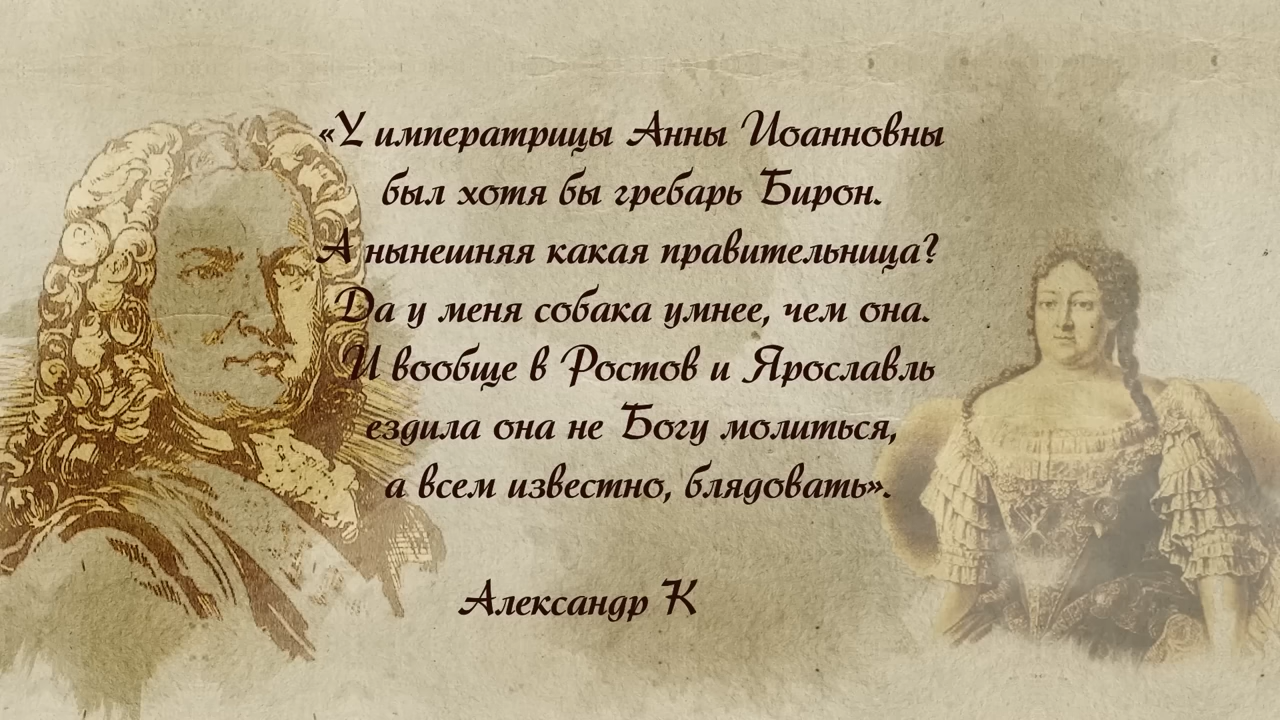 «У императрицы Анны Иоанновны
был хотя бы гребарь Бирон.
А нынешняя какая правительница?
Да у меня собака умнее, чем она.
И вообще в Ростов и Ярославль
ездила она не Богу молиться,
а всем известно, блядовать».
Александр К